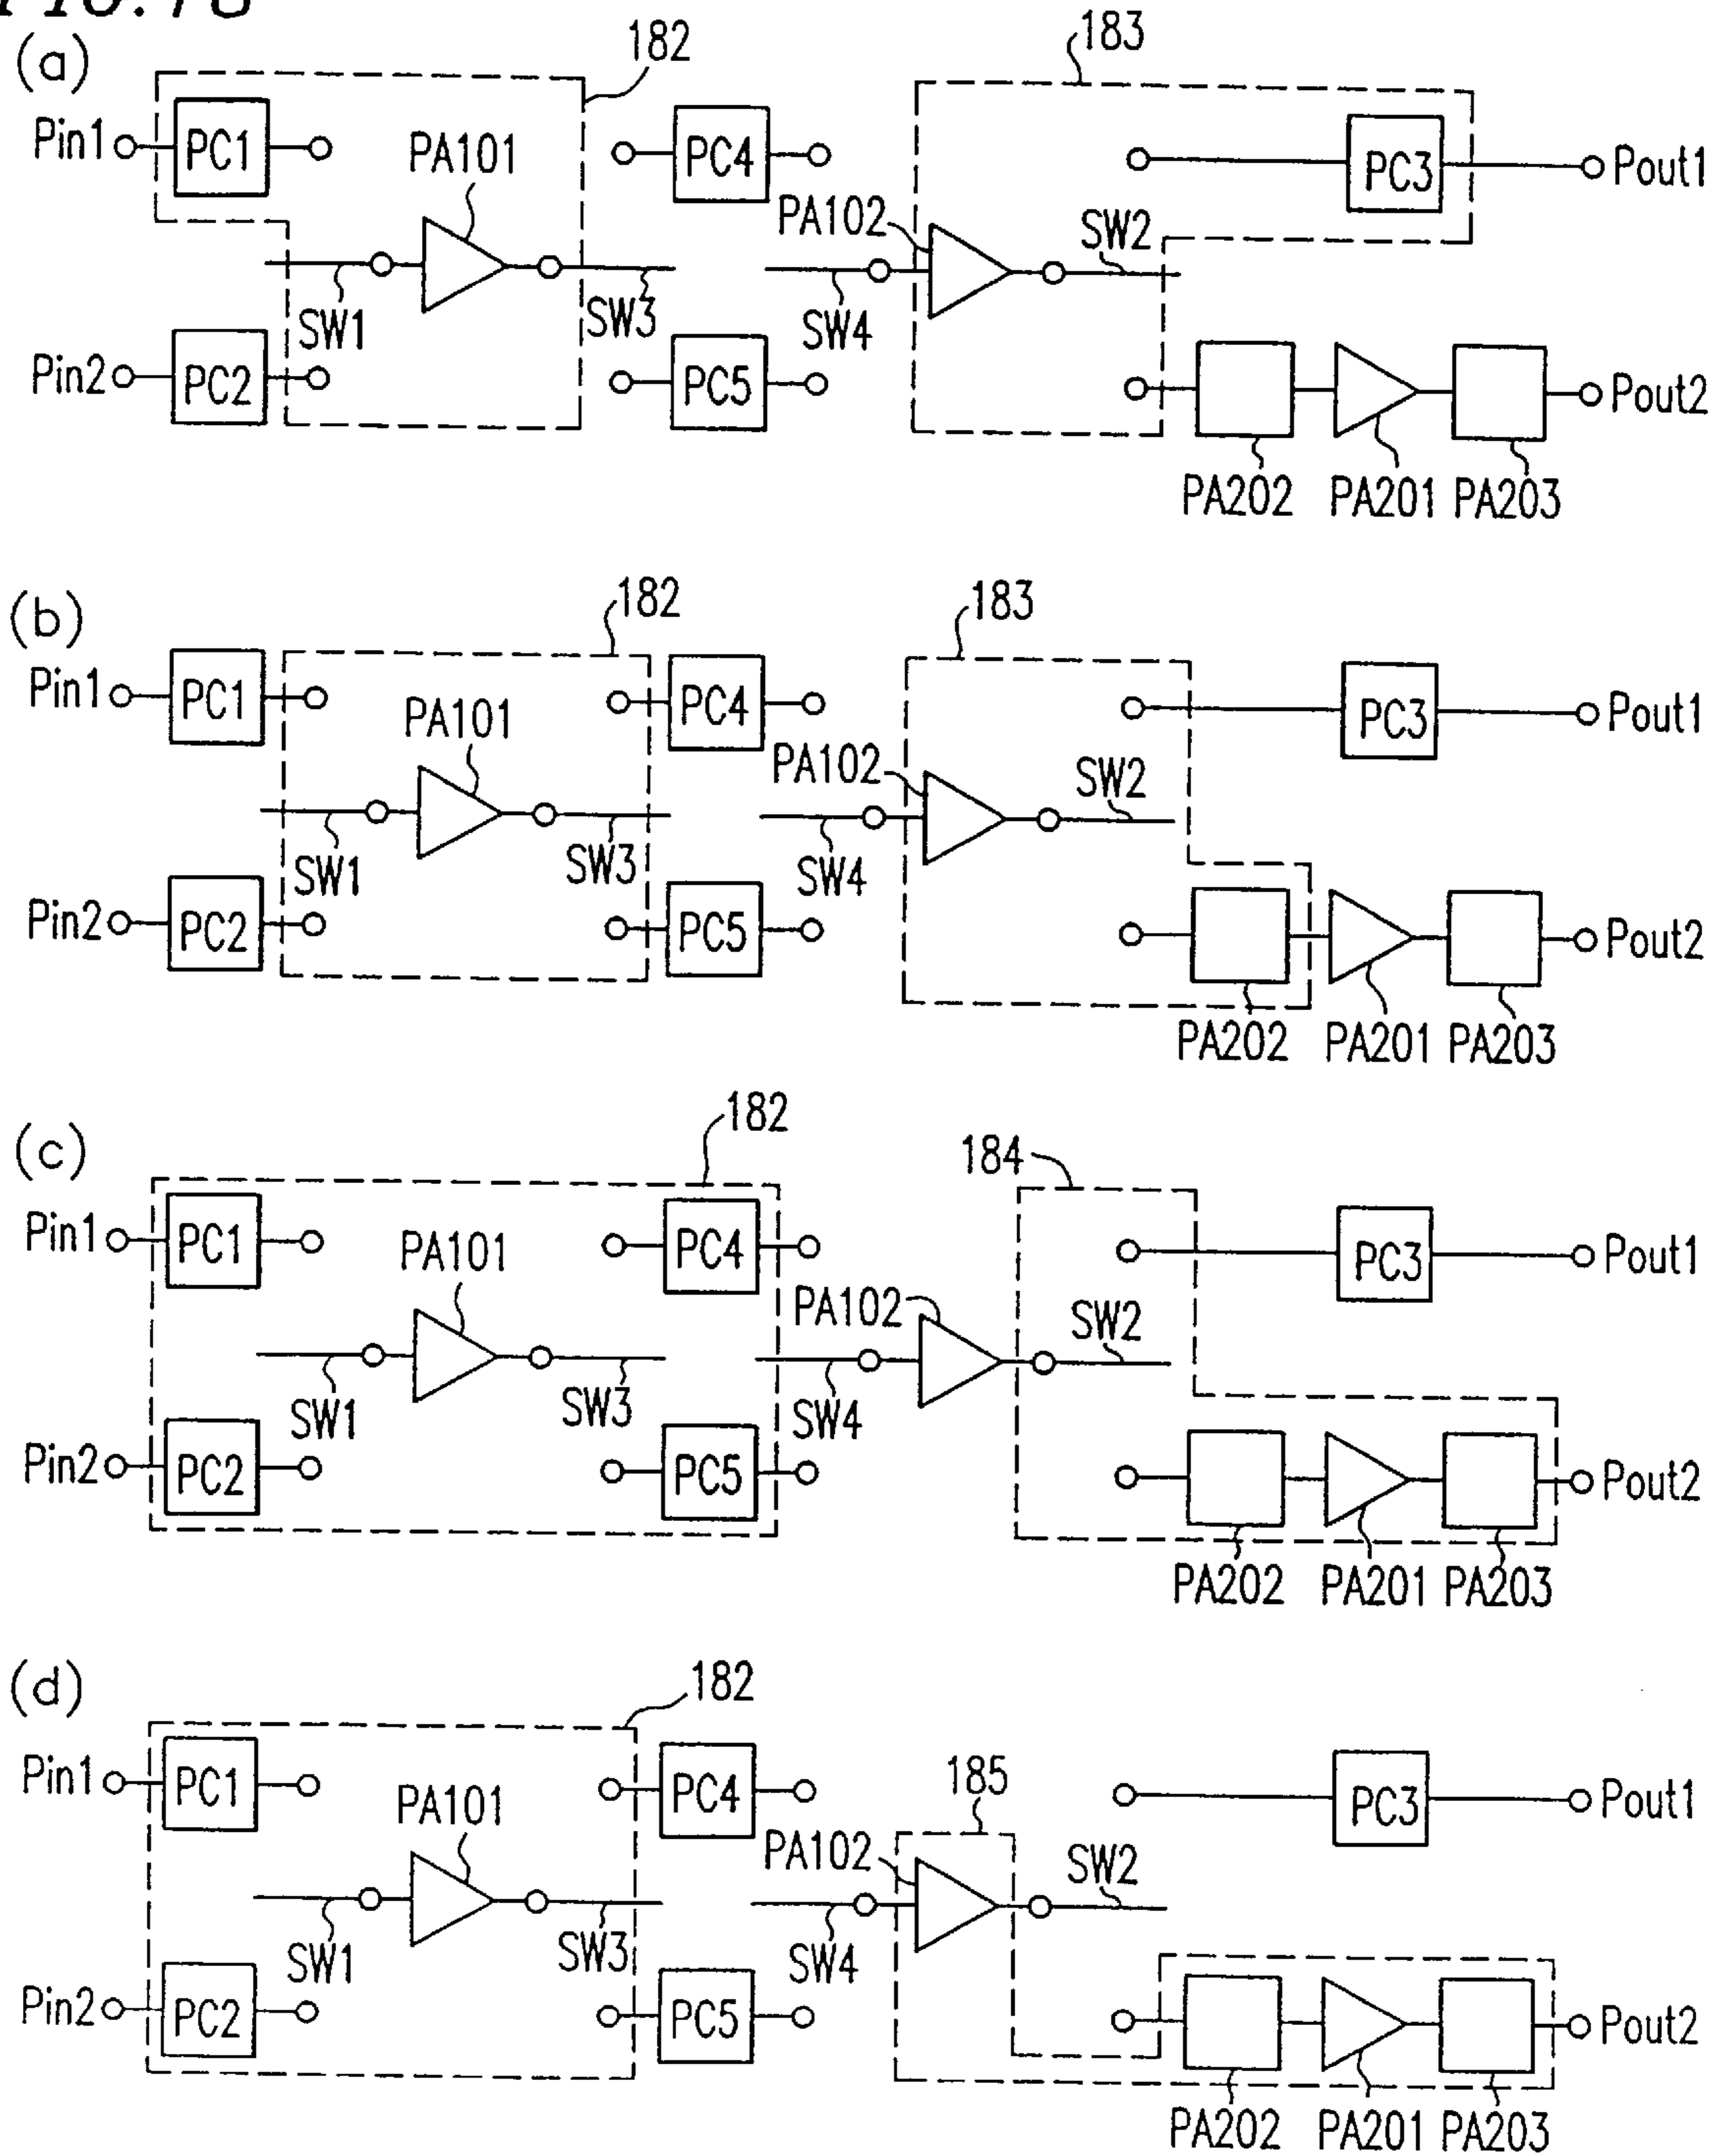 (a)
182
183
Pin1
PC1
PA101
PC4
PC3
Pout1
PA102
SW2
SW1
SW3
SW4
Pin2
PC2
PC5
Pout2
PA202
PA201
PA203
(b)
182
183
Pin1
PC1
PA101
PC4
PC3
Pout1
PA102
SW2
SW1
SW3
SW4
Pin2
PC2
PC5
Pout2
PA202
PA201
PA203
(c)
182
184
Pin1
PC1
PA101
PC4
PC3
Pout1
PA102
SW2
SW1
SW3
SW4
Pin2
PC2
PC5
Pout2
PA202
PA201
PA203
(d)
182
185
Pin1
PC1
PA101
PC4
PC3
Pout1
PA102
SW2
SW1
SW3
SW4
Pin2
PC2
PC5
Pout2
PA202
PA201
PA203